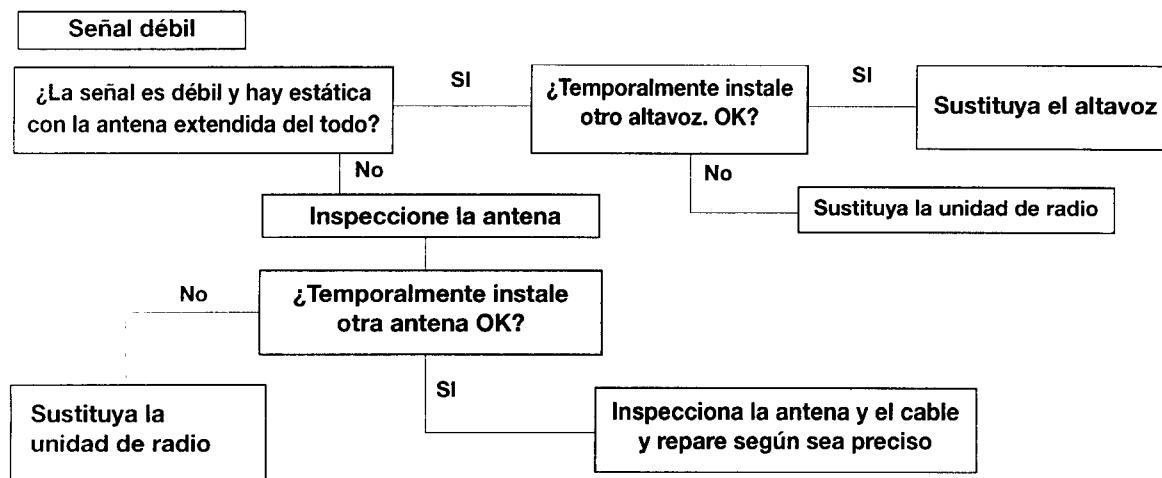 Señal débil
¿La señal es débil y hay estática
con la antena extendida del todo?
SI
¿Temporalmente instale
otro altavoz. OK?
SI
Sustituya el altavoz
No
No
Sustituya la unidad de radio
Inspeccione la antena
No
¿Temporalmente instale
otra antena OK?
SI
Sustituya la
unidad de radio
Inspecciona la antena y el cable
y repare según sea preciso